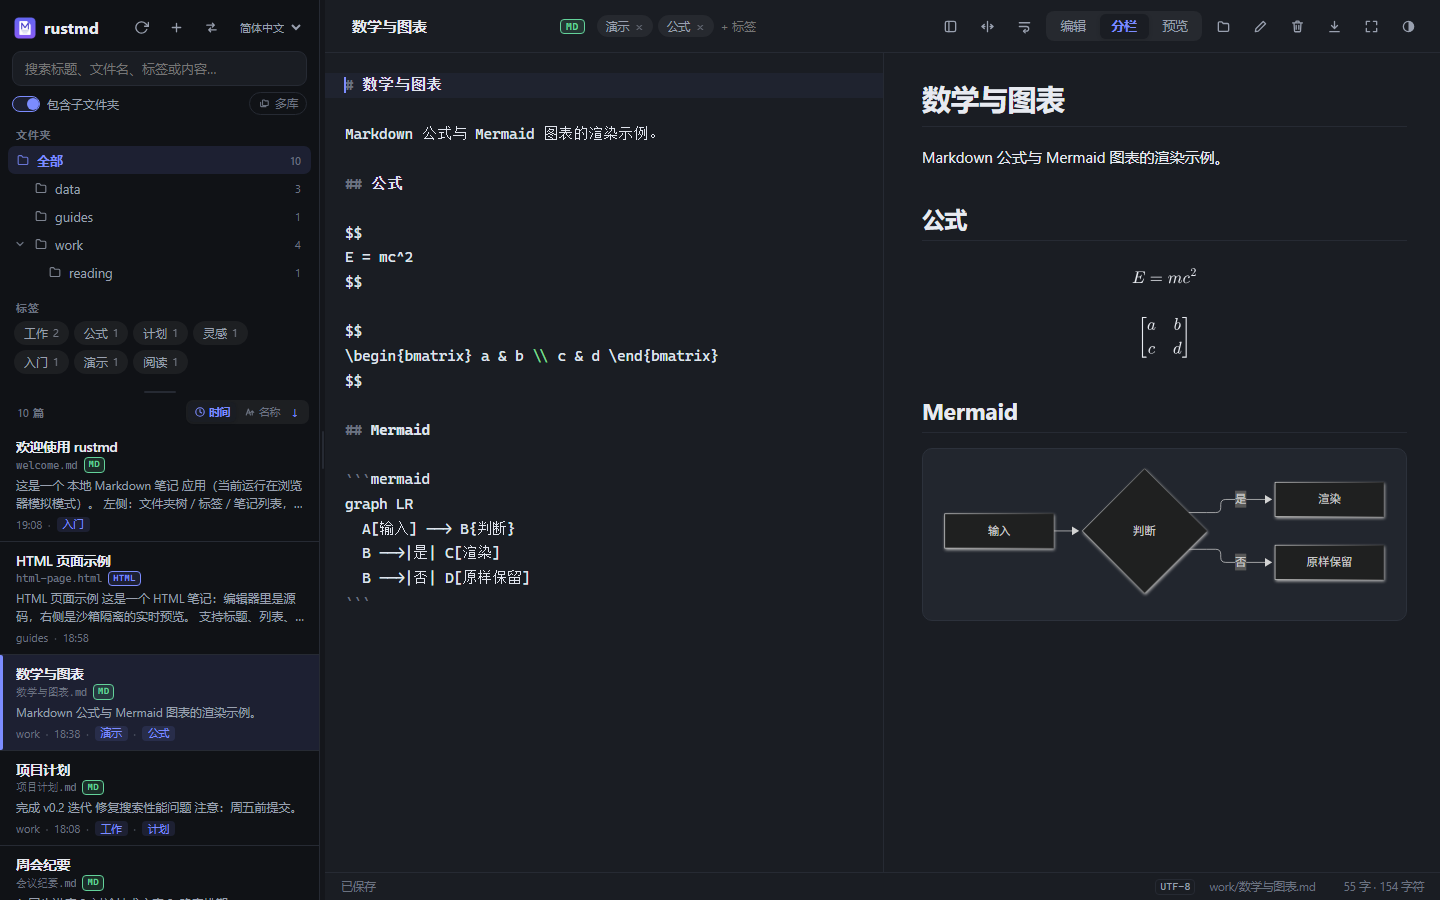 rustmd
简体中文
搜索标题、文件名、标签或内容...
包含子文件夹
多库
文件夹
全部 10
data 3
guides 1
work 4
reading 1
标签
工作 2 公式 1 计划 1 灵感 1
入门 1 演示 1 阅读 1
10 篇 时间 名称 ↓
欢迎使用 rustmd
welcome.md MD
这是一个 本地 Markdown 笔记 应用（当前运行在浏览
器模拟模式）。 左侧：文件夹树 / 标签 / 笔记列表，...
19:08 · 入门
HTML 页面示例
html-page.html HTML
HTML 页面示例 这是一个 HTML 笔记：编辑器里是源
码，右侧是沙箱隔离的实时预览。 支持标题、列表、...
guides · 18:58
数学与图表
数学与图表.md MD
Markdown 公式与 Mermaid 图表的渲染示例。
work · 18:38 · 演示 · 公式
项目计划
项目计划.md MD
完成 v0.2 迭代 修复搜索性能问题 注意：周五前提交。
work · 18:08 · 工作 · 计划
周会纪要
会议纪要.md MD
数学与图表 MD 演示 × 公式 × + 标签
编辑 分栏 预览
# 数学与图表
Markdown 公式与 Mermaid 图表的渲染示例。
## 公式
$$
E = mc^2
$$
$$
\begin{bmatrix} a & b \\ c & d \end{bmatrix}
$$
## Mermaid
```mermaid
graph LR
A[输入] --> B{判断}
B -->|是| C[渲染]
B -->|否| D[原样保留]
```
数学与图表
Markdown 公式与 Mermaid 图表的渲染示例。
公式
E = mc²
a b
c d
Mermaid
输入
判断
是
渲染
否
原样保留
已保存
UTF-8 work/数学与图表.md 55 字 · 154 字符